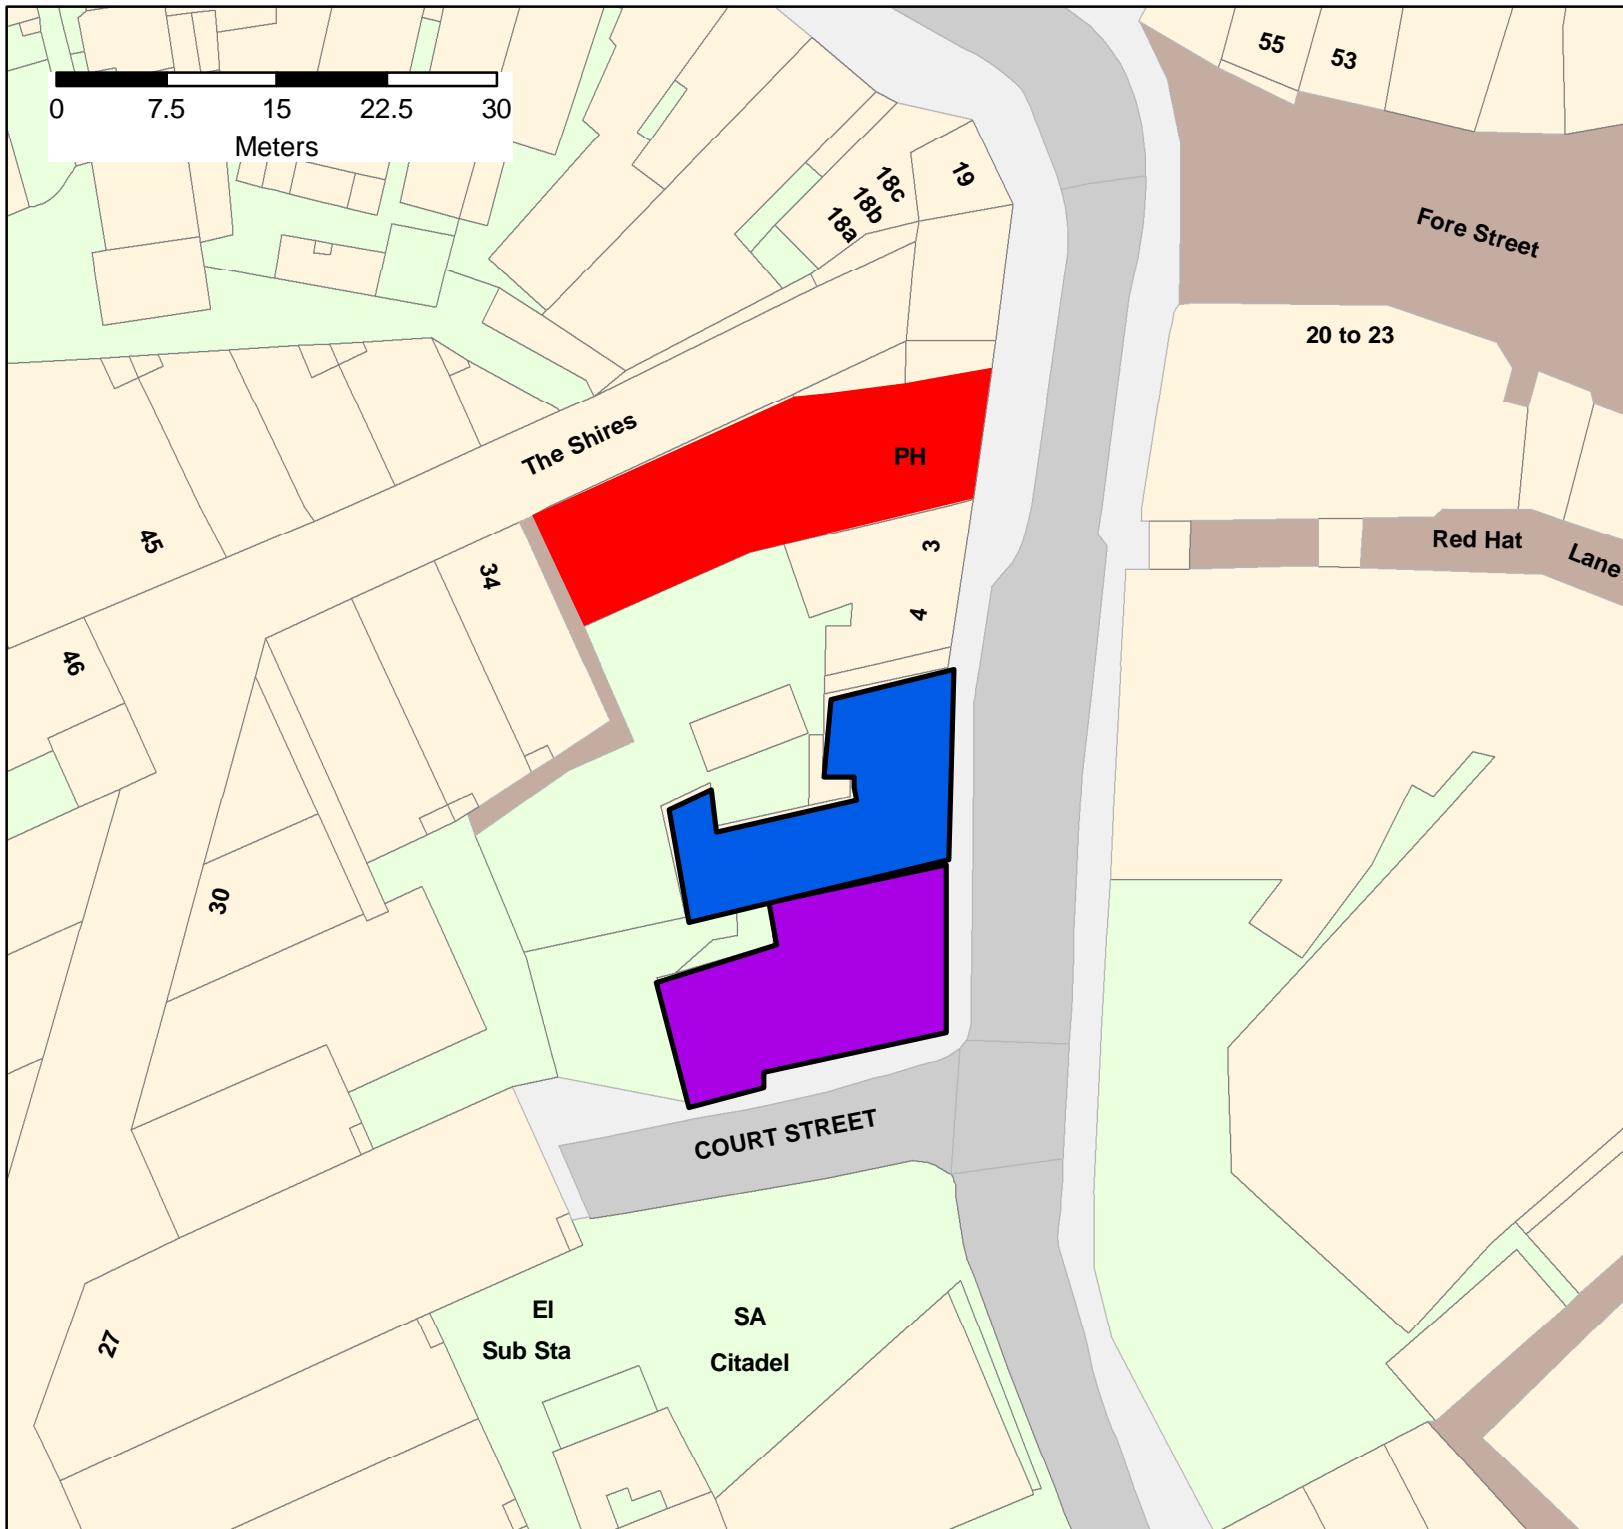 55
53
0 7.5 15 22.5 30
Meters
19
18c
18b
18a
Fore Street
20 to 23
The Shires
PH
45
3
Red Hat
Lane
34
4
46
30
COURT STREET
El
Sub Sta
SA
Citadel
27